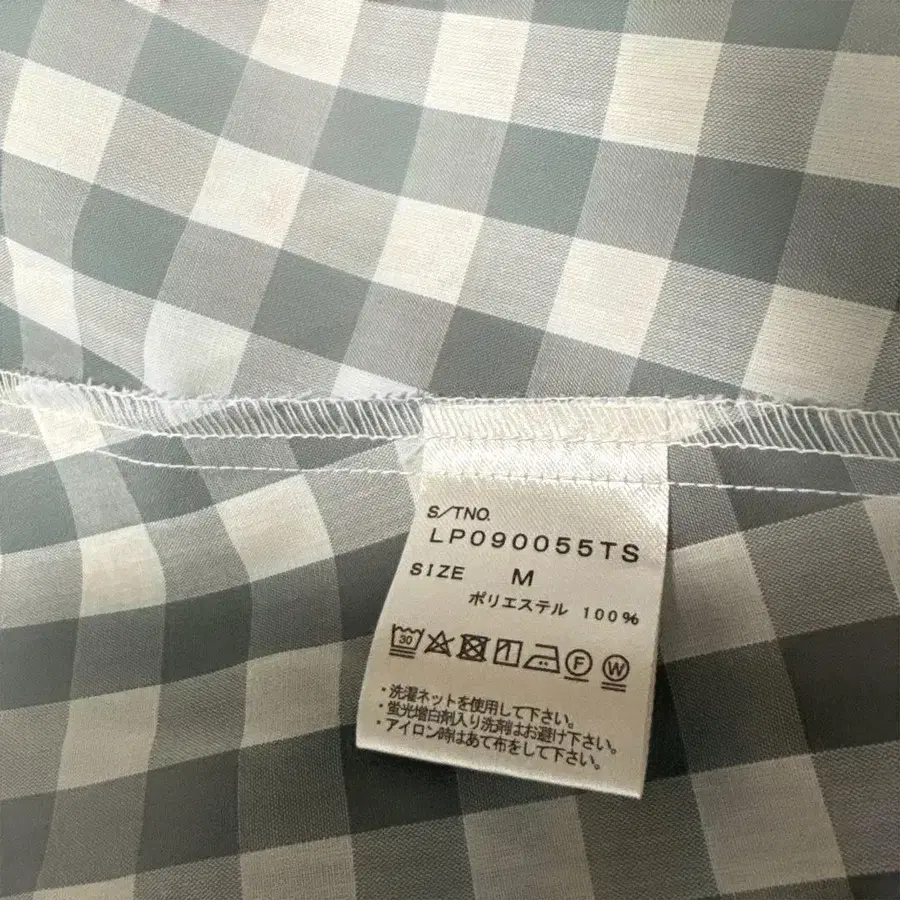 S/TNO.
LP090055TS
SIZE M
ポリエステル 100%
30 F W
・洗濯ネットを使用して下さい。
・蛍光増白剤入り洗剤はお避け下さい。
・アイロン時はあて布をして下さい。